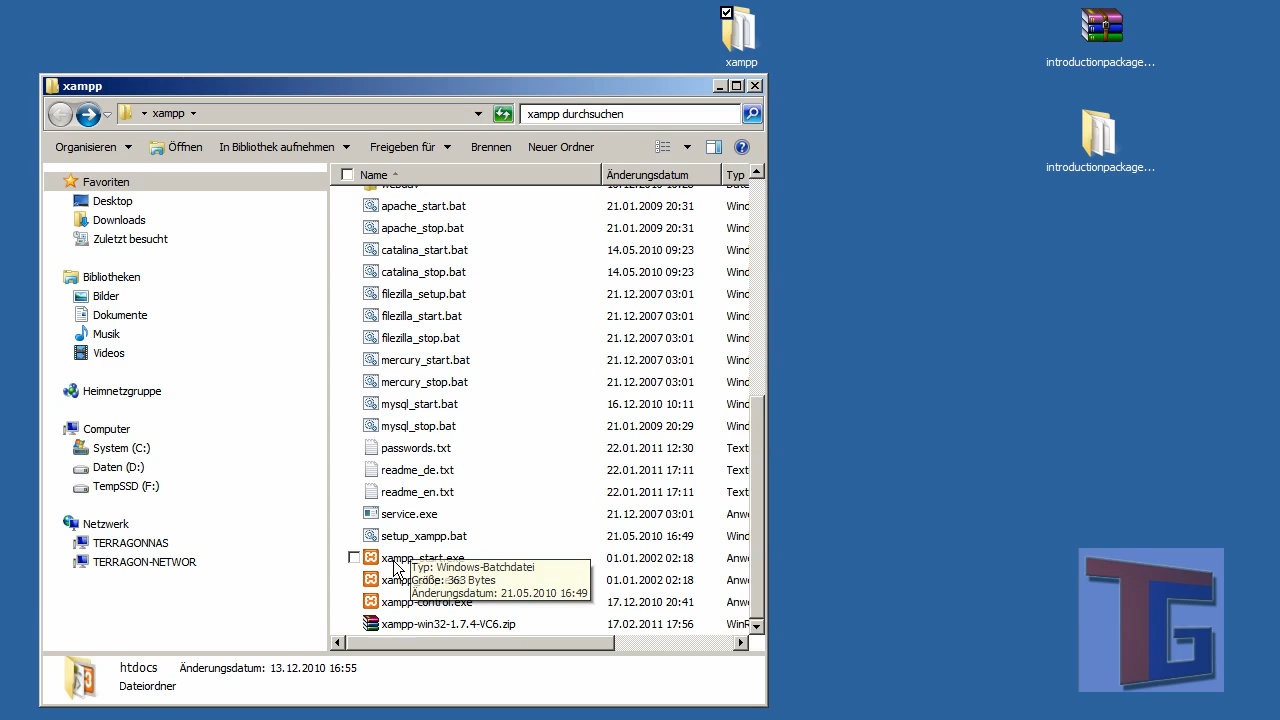 xampp
introductionpackage...
introductionpackage...
xampp
xampp
xampp durchsuchen
Organisieren Öffnen In Bibliothek aufnehmen Freigeben für Brennen Neuer Ordner
Favoriten
Desktop
Downloads
Zuletzt besucht
Bibliotheken
Bilder
Dokumente
Musik
Videos
Heimnetzgruppe
Computer
System (C:)
Daten (D:)
TempSSD (F:)
Netzwerk
TERRAGONNAS
TERRAGON-NETWOR
Name Änderungsdatum Typ
apache_start.bat 21.01.2009 20:31 Wind
apache_stop.bat 21.01.2009 20:31 Wind
catalina_start.bat 14.05.2010 09:23 Wind
catalina_stop.bat 14.05.2010 09:23 Wind
filezilla_setup.bat 21.12.2007 03:01 Wind
filezilla_start.bat 21.12.2007 03:01 Wind
filezilla_stop.bat 21.12.2007 03:01 Wind
mercury_start.bat 21.12.2007 03:01 Wind
mercury_stop.bat 21.12.2007 03:01 Wind
mysql_start.bat 16.12.2010 10:11 Wind
mysql_stop.bat 21.01.2009 20:29 Wind
passwords.txt 22.01.2011 12:30 Text
readme_de.txt 22.01.2011 17:11 Text
readme_en.txt 22.01.2011 17:11 Text
service.exe 21.12.2007 03:01 Anwe
setup_xampp.bat 21.05.2010 16:49 Wind
xampp_start.exe 01.01.2002 02:18 Anwe
01.01.2002 02:18 Anwe
xampp-control.exe 17.12.2010 20:41 Anwe
xampp-win32-1.7.4-VC6.zip 17.02.2011 17:56 WinR
Typ: Windows-Batchdatei
Größe: 363 Bytes
Änderungsdatum: 21.05.2010 16:49
htdocs Änderungsdatum: 13.12.2010 16:55
Dateiordner
TG